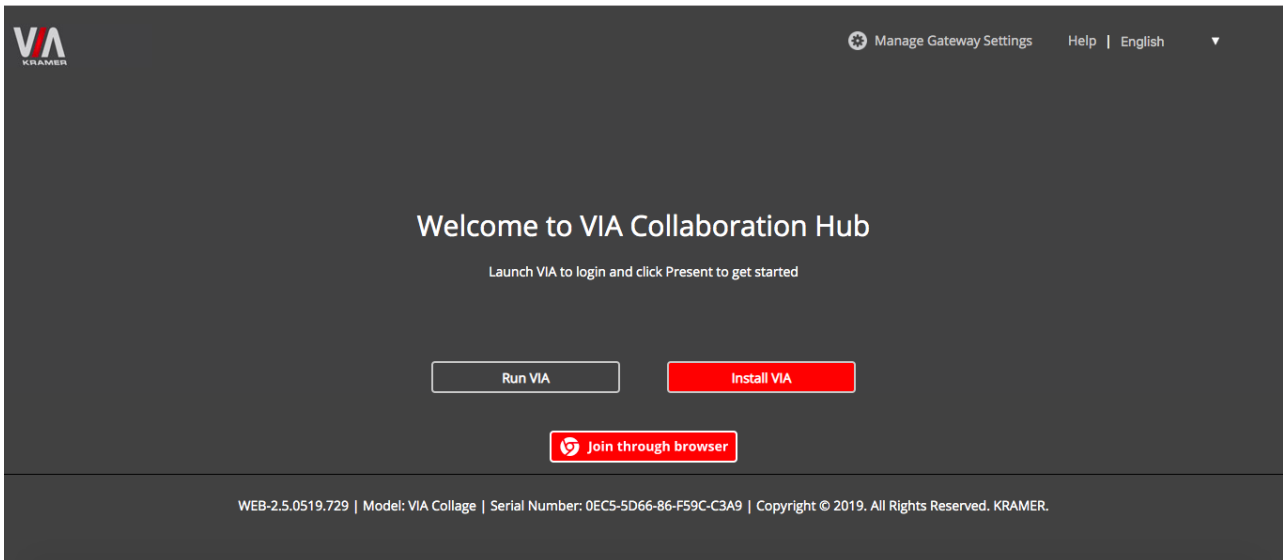 VIA
KRAMER
Manage Gateway Settings Help | English
Welcome to VIA Collaboration Hub
Launch VIA to login and click Present to get started
Run VIA Install VIA
Join through browser
WEB-2.5.0519.729 | Model: VIA Collage | Serial Number: 0EC5-5D66-86-F59C-C3A9 | Copyright © 2019. All Rights Reserved. KRAMER.